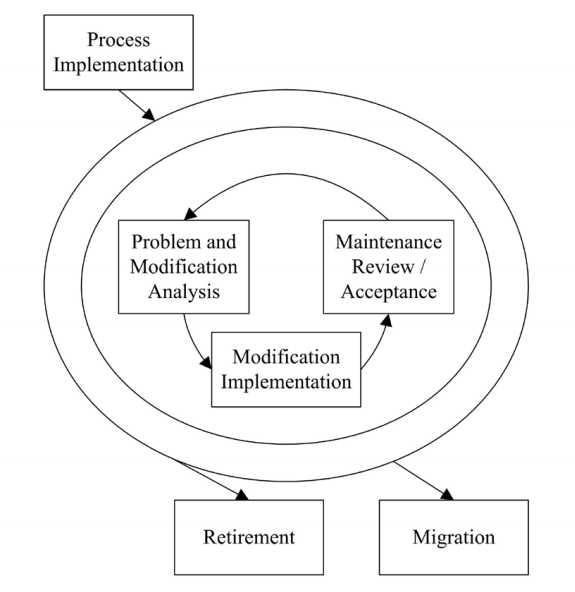 Process
Implementation
Problem and
Modification
Analysis
Maintenance
Review /
Acceptance
Modification
Implementation
Retirement
Migration